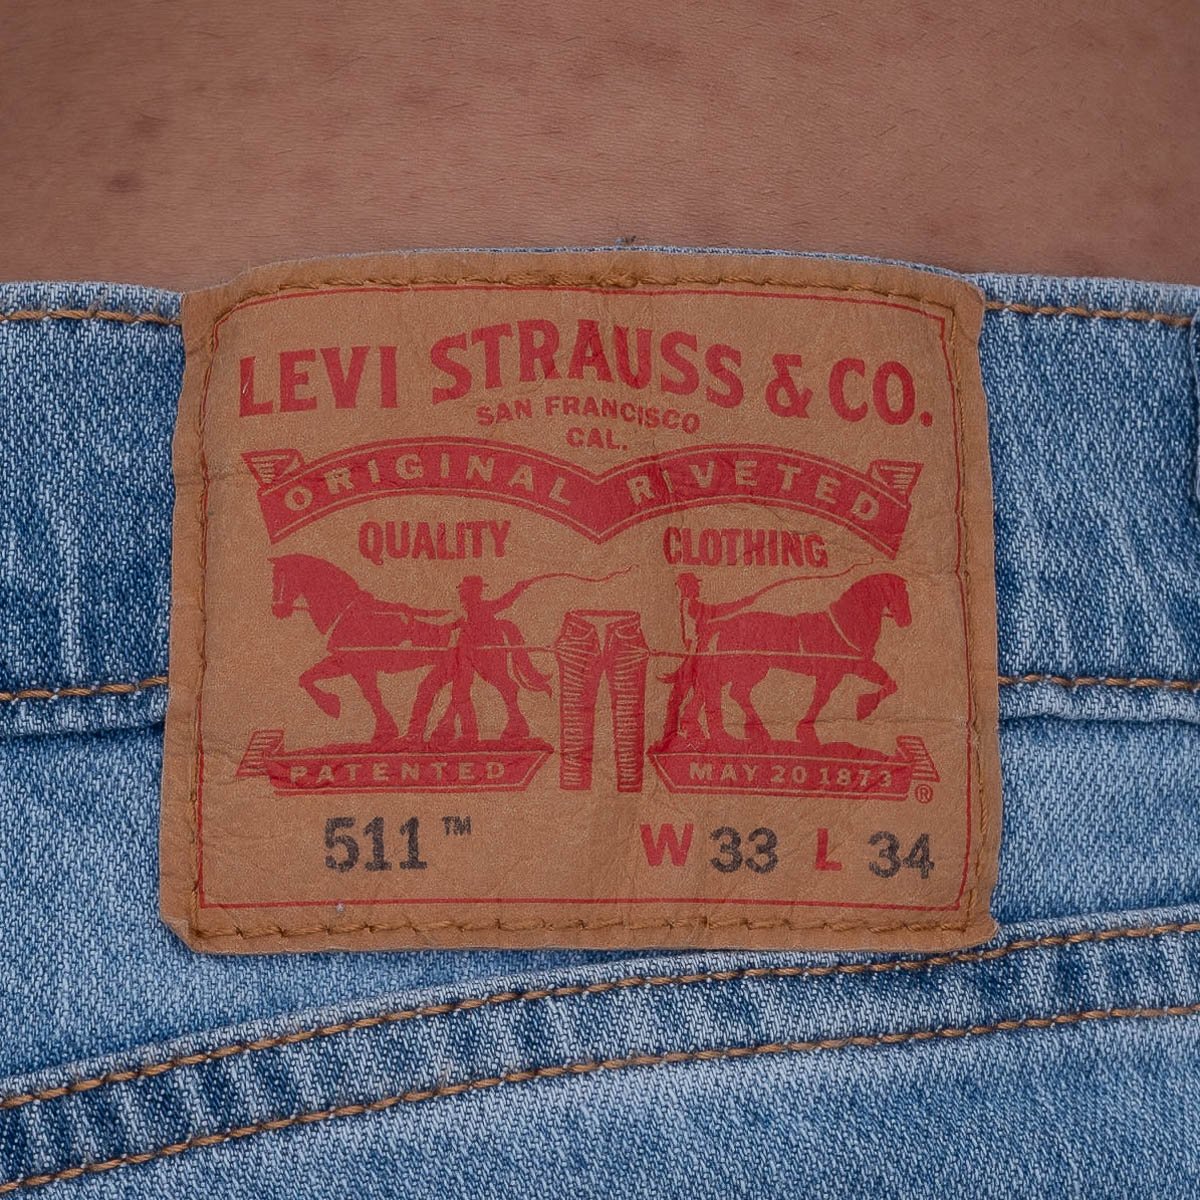 LEVI STRAUSS & CO.
SAN FRANCISCO
CAL.
ORIGINAL RIVETED
QUALITY CLOTHING
PATENTED MAY 20 1873 ®
511™ W 33 L 34